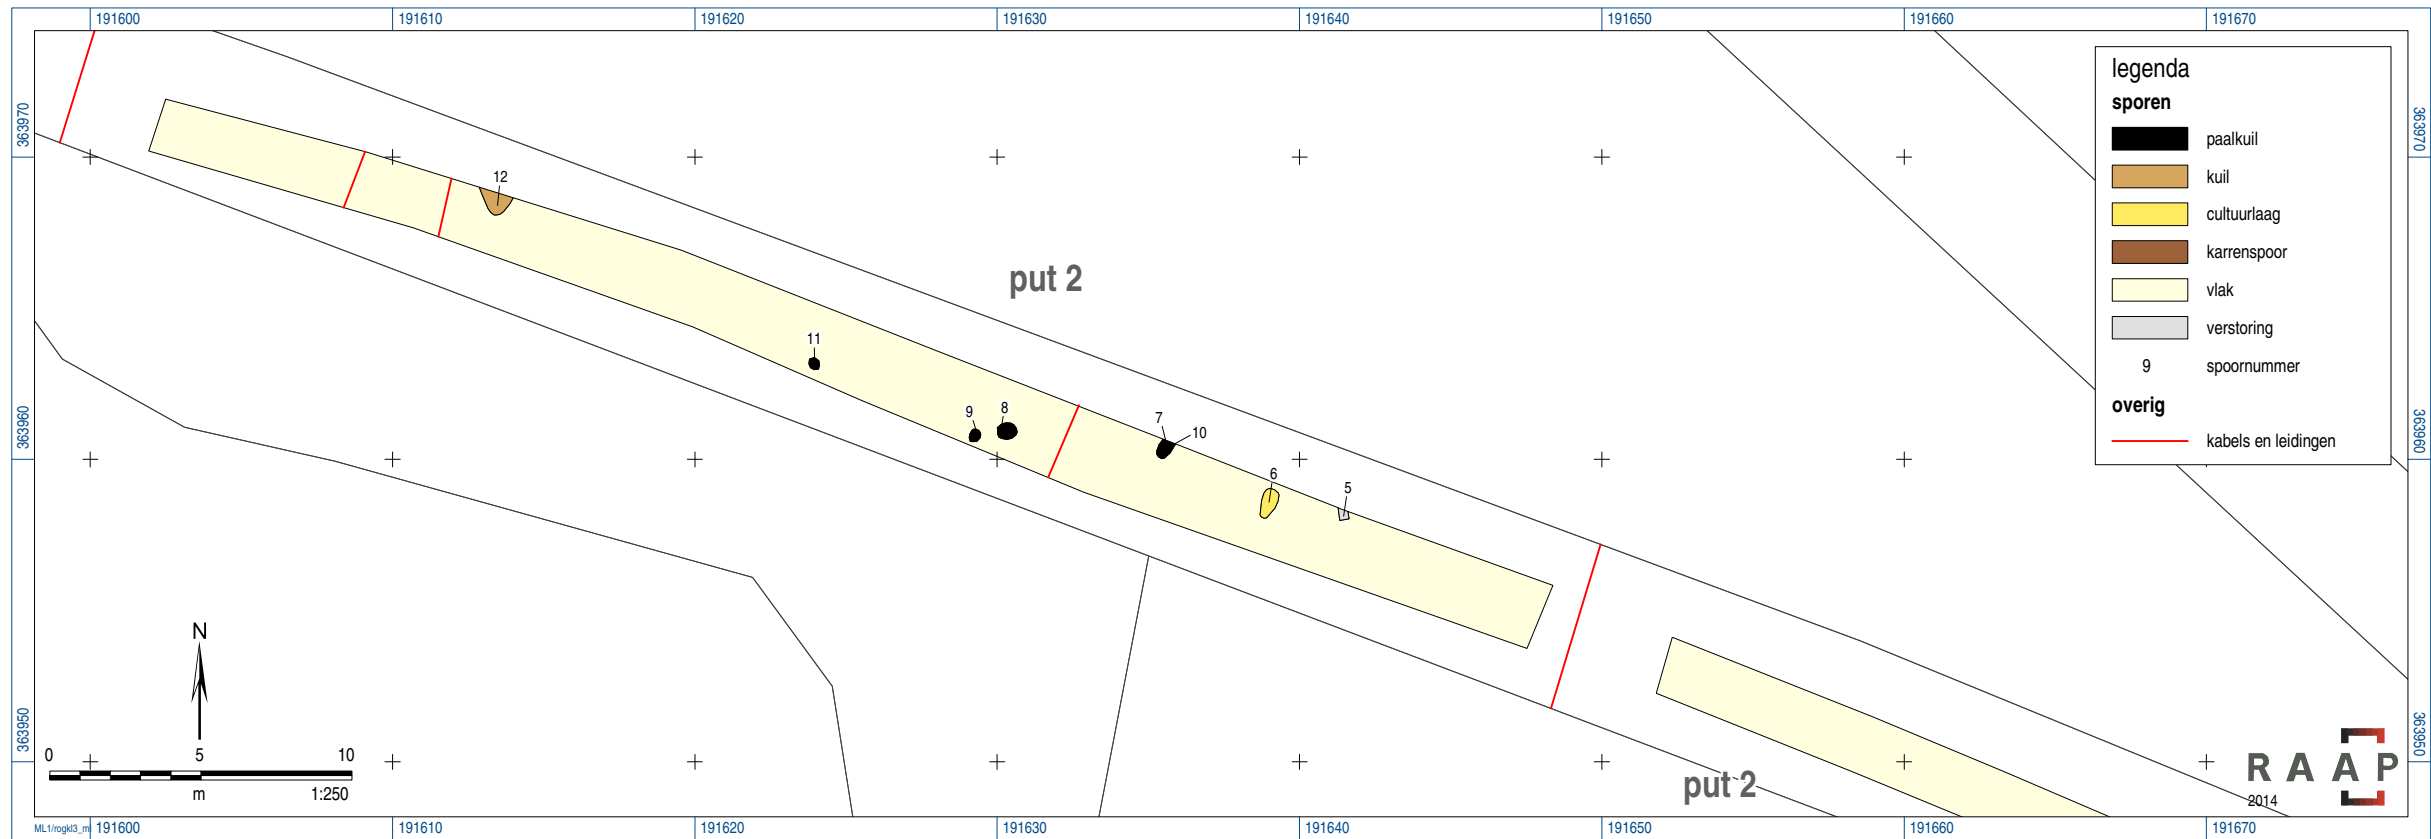 191600 191610 191620 191630 191640 191650 191660 191670
363970
363970
legenda
sporen
paalkuil
kuil
cultuurlaag
karrenspoor
vlak
verstoring
9 spoornummer
overig
kabels en leidingen
12
put 2
11
9
8
7
10
6
5
363960
363960
N
363950
363950
0 5 10
m 1:250
put 2
RAAP
2014
191600 191610 191620 191630 191640 191650 191660 191670